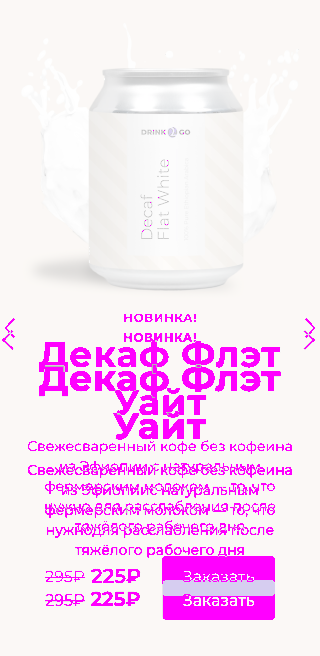 DRINK 2 GO
Decaf
Flat White
НОВИНКА!
НОВИНКА!
Декаф Флэт
Декаф Флэт
Уайт
Уайт
Свежесваренный кофе без кофеина
Свежесваренный кофе без кофеина
из Эфиопии с натуральным
фермерским молоком — то, что
нужно для расслабления после
тяжёлого рабочего дня
295₽ 225₽ Заказать
295₽ 225₽ Заказать